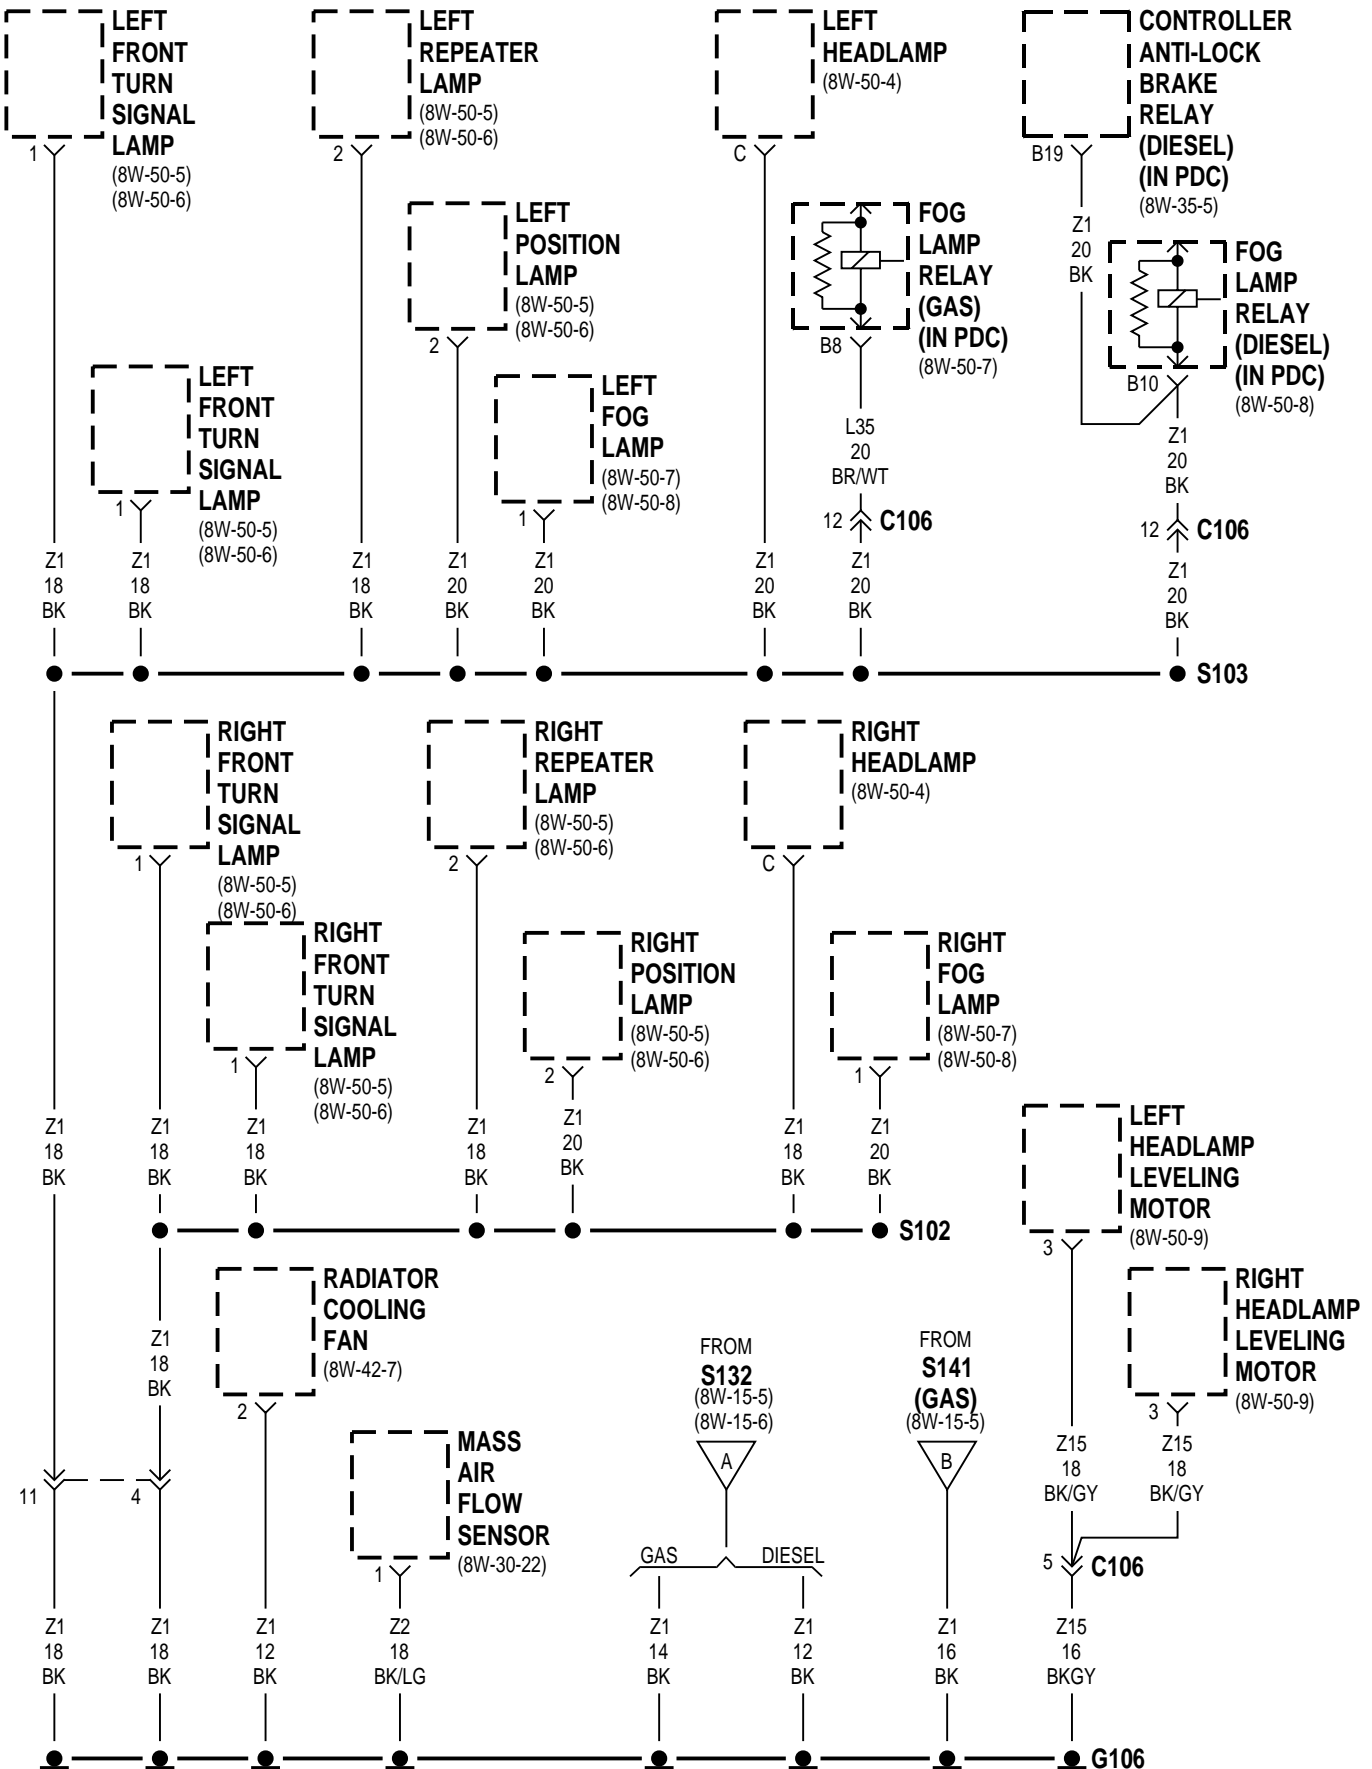 LEFT
FRONT
TURN
SIGNAL
LAMP
(8W-50-5)
(8W-50-6)
1
LEFT
REPEATER
LAMP
(8W-50-5)
(8W-50-6)
2
LEFT
HEADLAMP
(8W-50-4)
C
CONTROLLER
ANTI-LOCK
BRAKE
RELAY
(DIESEL)
(IN PDC)
(8W-35-5)
B19
Z1
20
BK
LEFT
POSITION
LAMP
(8W-50-5)
(8W-50-6)
2
FOG
LAMP
RELAY
(GAS)
(IN PDC)
(8W-50-7)
B8
L35
20
BR/WT
12
C106
FOG
LAMP
RELAY
(DIESEL)
(IN PDC)
(8W-50-8)
B10
Z1
20
BK
12
C106
LEFT
FRONT
TURN
SIGNAL
LAMP
(8W-50-5)
(8W-50-6)
1
LEFT
FOG
LAMP
(8W-50-7)
(8W-50-8)
1
Z1
18
BK
Z1
18
BK
Z1
18
BK
Z1
20
BK
Z1
20
BK
Z1
20
BK
Z1
20
BK
Z1
20
BK
S103
RIGHT
FRONT
TURN
SIGNAL
LAMP
(8W-50-5)
(8W-50-6)
1
RIGHT
REPEATER
LAMP
(8W-50-5)
(8W-50-6)
2
RIGHT
HEADLAMP
(8W-50-4)
C
RIGHT
FRONT
TURN
SIGNAL
LAMP
(8W-50-5)
(8W-50-6)
1
RIGHT
POSITION
LAMP
(8W-50-5)
(8W-50-6)
2
RIGHT
FOG
LAMP
(8W-50-7)
(8W-50-8)
1
Z1
18
BK
Z1
18
BK
Z1
18
BK
Z1
18
BK
Z1
20
BK
Z1
18
BK
Z1
20
BK
S102
LEFT
HEADLAMP
LEVELING
MOTOR
(8W-50-9)
3
RIGHT
HEADLAMP
LEVELING
MOTOR
(8W-50-9)
3
Z1
18
BK
RADIATOR
COOLING
FAN
(8W-42-7)
2
MASS
AIR
FLOW
SENSOR
(8W-30-22)
1
FROM
S132
(8W-15-5)
(8W-15-6)
A
FROM
S141
(GAS)
(8W-15-5)
B
Z15
18
BK/GY
Z15
18
BK/GY
11
4
GAS
DIESEL
5
C106
Z1
18
BK
Z1
18
BK
Z1
12
BK
Z2
18
BK/LG
Z1
14
BK
Z1
12
BK
Z1
16
BK
Z15
16
BKGY
G106